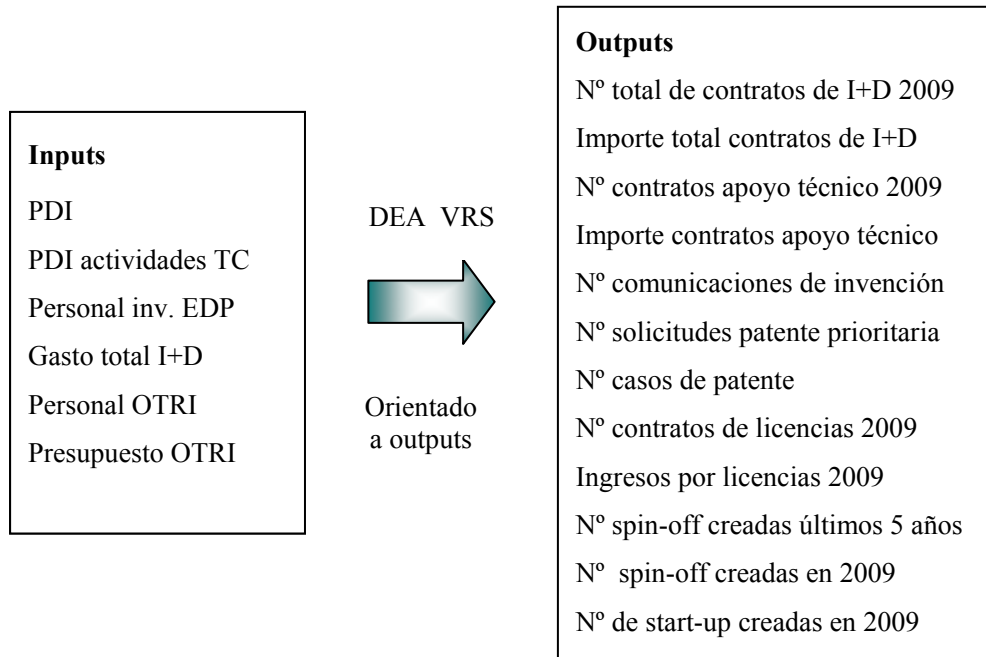 Inputs
PDI
PDI actividades TC
Personal inv. EDP
Gasto total I+D
Personal OTRI
Presupuesto OTRI
DEA VRS
Orientado
a outputs
Outputs
Nº total de contratos de I+D 2009
Importe total contratos de I+D
Nº contratos apoyo técnico 2009
Importe contratos apoyo técnico
Nº comunicaciones de invención
Nº solicitudes patente prioritaria
Nº casos de patente
Nº contratos de licencias 2009
Ingresos por licencias 2009
Nº spin-off creadas últimos 5 años
Nº spin-off creadas en 2009
Nº de start-up creadas en 2009